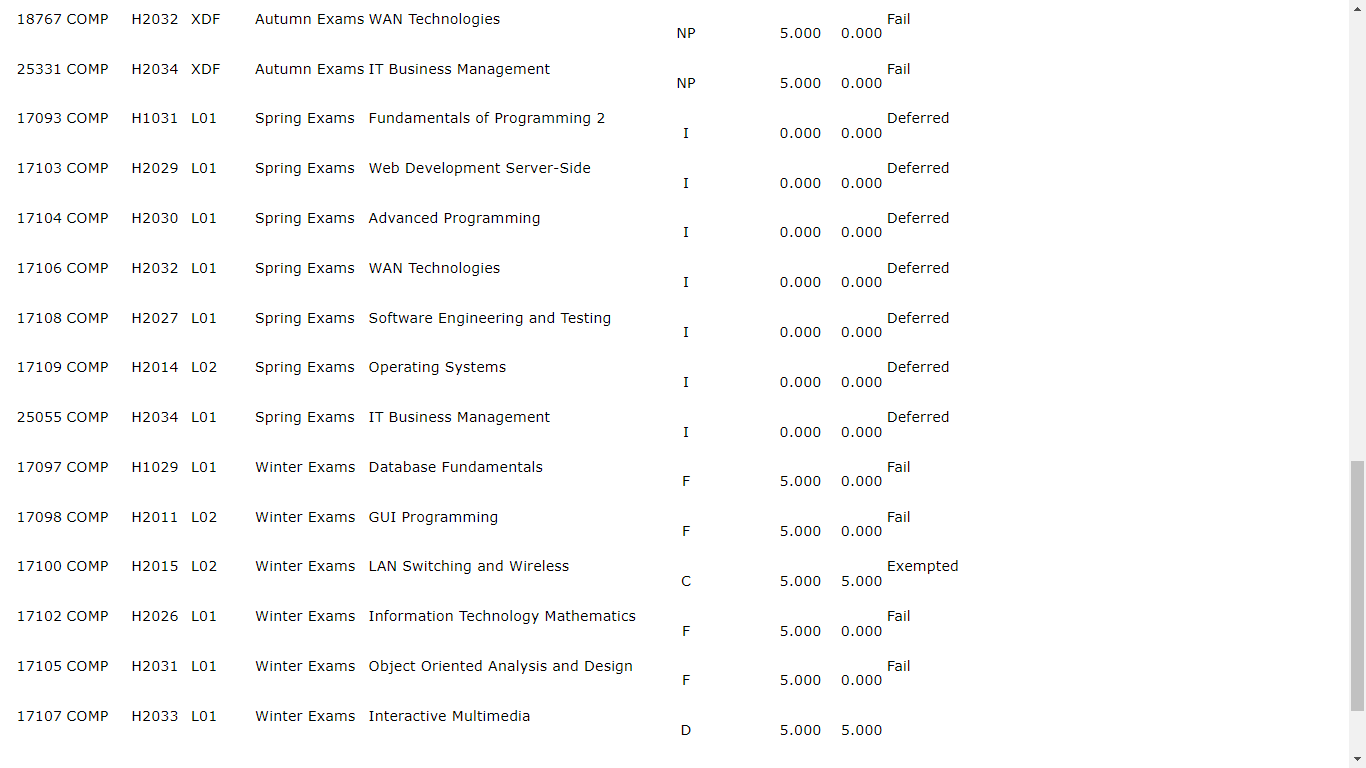 18767 COMP H2032 XDF Autumn Exams WAN Technologies NP 5.000 0.000 Fail
25331 COMP H2034 XDF Autumn Exams IT Business Management NP 5.000 0.000 Fail
17093 COMP H1031 L01 Spring Exams Fundamentals of Programming 2 I 0.000 0.000 Deferred
17103 COMP H2029 L01 Spring Exams Web Development Server-Side I 0.000 0.000 Deferred
17104 COMP H2030 L01 Spring Exams Advanced Programming I 0.000 0.000 Deferred
17106 COMP H2032 L01 Spring Exams WAN Technologies I 0.000 0.000 Deferred
17108 COMP H2027 L01 Spring Exams Software Engineering and Testing I 0.000 0.000 Deferred
17109 COMP H2014 L02 Spring Exams Operating Systems I 0.000 0.000 Deferred
25055 COMP H2034 L01 Spring Exams IT Business Management I 0.000 0.000 Deferred
17097 COMP H1029 L01 Winter Exams Database Fundamentals F 5.000 0.000 Fail
17098 COMP H2011 L02 Winter Exams GUI Programming F 5.000 0.000 Fail
17100 COMP H2015 L02 Winter Exams LAN Switching and Wireless C 5.000 5.000 Exempted
17102 COMP H2026 L01 Winter Exams Information Technology Mathematics F 5.000 0.000 Fail
17105 COMP H2031 L01 Winter Exams Object Oriented Analysis and Design F 5.000 0.000 Fail
17107 COMP H2033 L01 Winter Exams Interactive Multimedia D 5.000 5.000